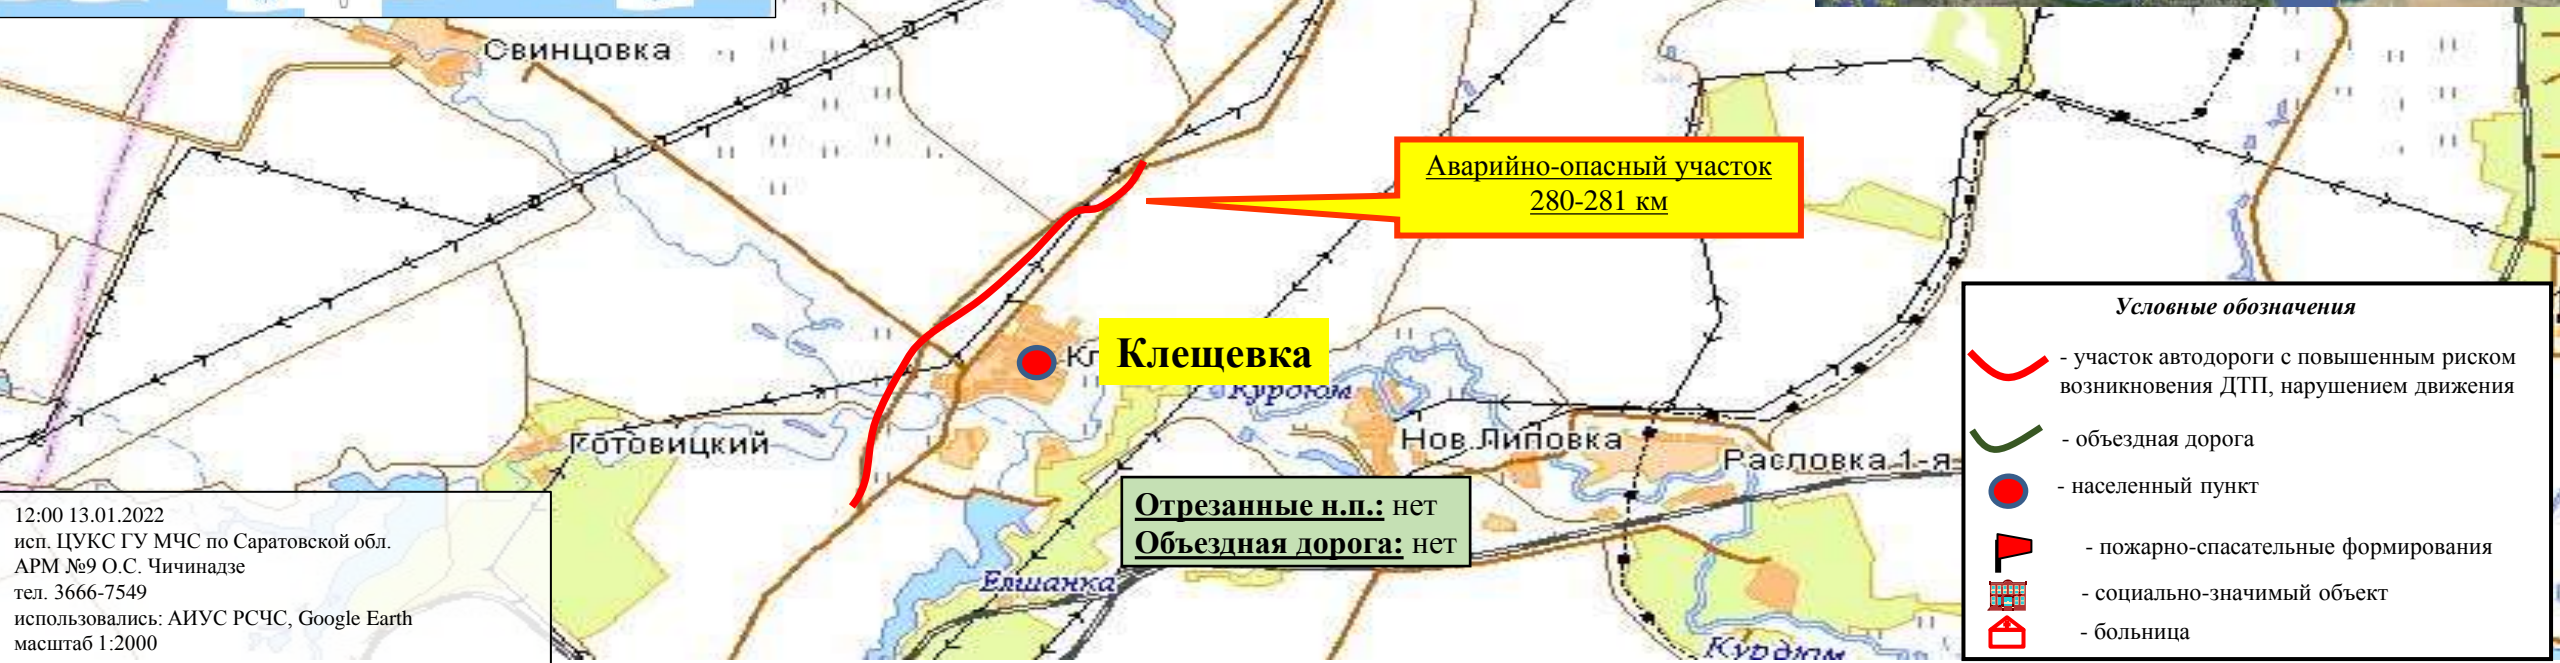 Свинцовка
Аварийно-опасный участок
280-281 км
Клещевка
Курдюм
Готовицкий
Нов.Липовка
Расловка 1-я
Отрезанные н.п.: нет
Объездная дорога: нет
Елшанка
Курдюм
12:00 13.01.2022
исп. ЦУКС ГУ МЧС по Саратовской обл.
АРМ №9 О.С. Чичинадзе
тел. 3666-7549
использовались: АИУС РСЧС, Google Earth
масштаб 1:2000
Условные обозначения
- участок автодороги с повышенным риском
возникновения ДТП, нарушением движения
- объездная дорога
- населенный пункт
- пожарно-спасательные формирования
- социально-значимый объект
- больница